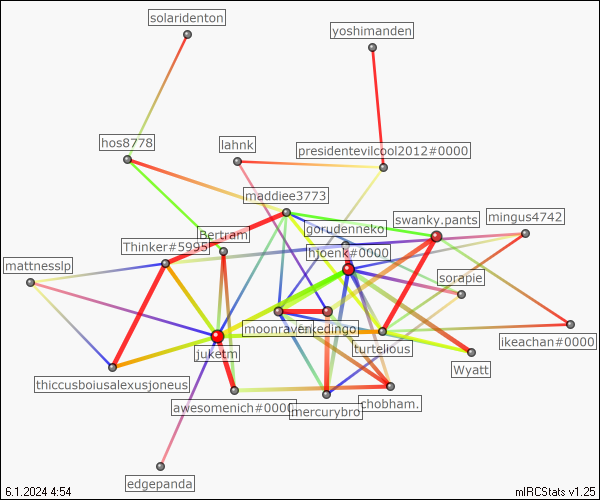 solaridenton
yoshimanden
hos8778
lahnk
presidentevilcool2012#0000
maddiee3773
swanky.pants
mingus4742
Bertram
gorudenneko
Thinker#5995
hjoenk#0000
mattnesslp
sorapie
moonraven
kedingo
juketm
turtelious
ikeachan#0000
Wyatt
thiccusboiusalexusjoneus
awesomenich#0000
mercurybro
chobham.
edgepanda
6.1.2024 4:54
mIRCStats v1.25